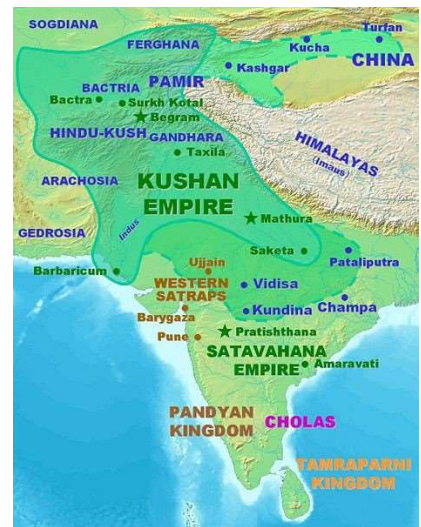 SOGDIANA
Turfan
FERGHANA
Kucha
CHINA
Kashgar
PAMIR
BACTRIA
Bactra
Surkh Kotal
Begram
HINDU-KUSH
GANDHARA
HIMALAYAS
(Imaus)
Taxila
ARACHOSIA
KUSHAN
EMPIRE
Mathura
GEDROSIA
Indus
Saketa
Pataliputra
Ujjain
Barbaricum
WESTERN
SATRAPS
Vidisa
Champa
Barygaza
Kundina
Pratishthana
Pune
SATAVAHANA
EMPIRE
Amaravati
PANDYAN
KINGDOM
CHOLAS
TAMRAPARNI
KINGDOM